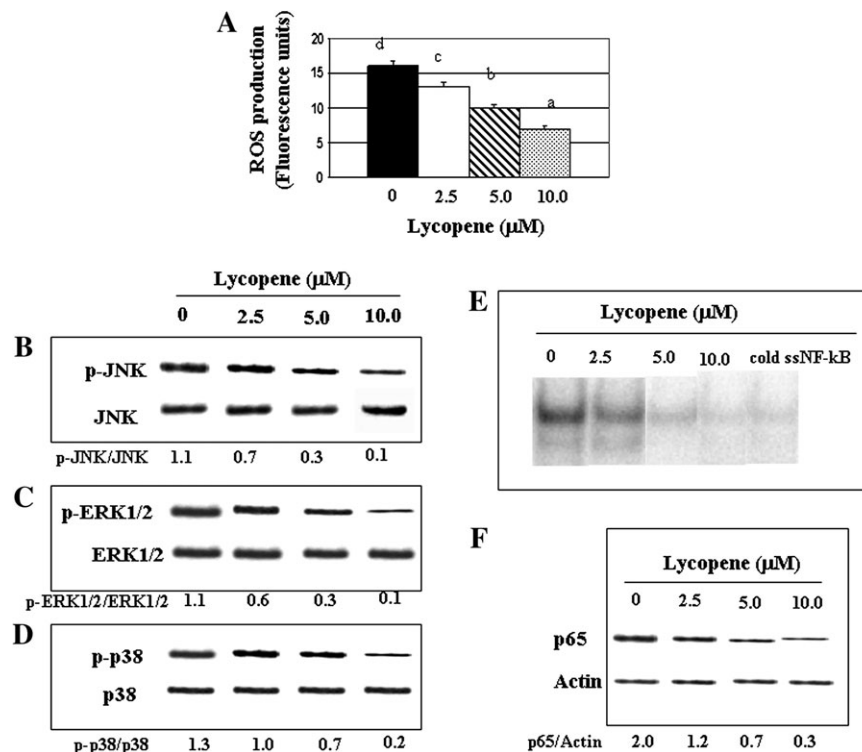 A
ROS production
(Fluorescence units)
20
15
10
5
0
d
c
b
a
0 2.5 5.0 10.0
Lycopene (µM)
Lycopene (µM)
0 2.5 5.0 10.0
B
p-JNK
JNK
p-JNK/JNK 1.1 0.7 0.3 0.1
C
p-ERK1/2
ERK1/2
p-ERK1/2/ERK1/2 1.1 0.6 0.3 0.1
D
p-p38
p38
p-p38/p38 1.3 1.0 0.7 0.2
E
Lycopene (µM)
0 2.5 5.0 10.0 cold ssNF-kB
F
Lycopene (µM)
0 2.5 5.0 10.0
p65
Actin
p65/Actin 2.0 1.2 0.7 0.3